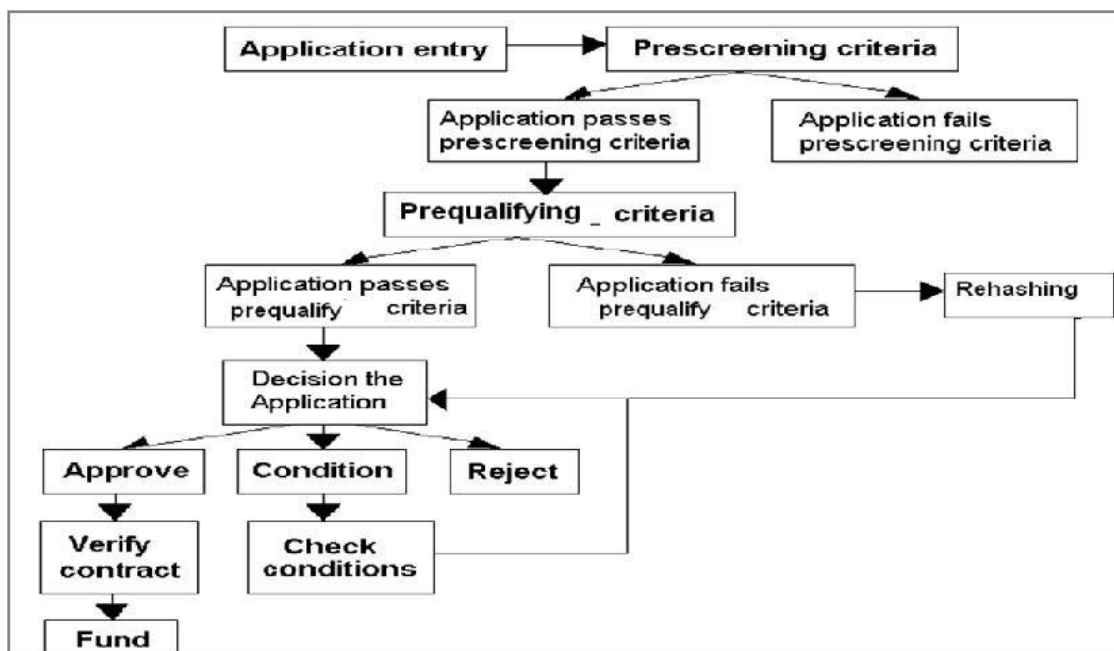 Application entry
Prescreening criteria
Application passes
prescreening criteria
Application fails
prescreening criteria
Prequalifying _ criteria
Application passes
prequalify criteria
Application fails
prequalify criteria
Rehashing
Decision the
Application
Approve
Condition
Reject
Verify
contract
Check
conditions
Fund